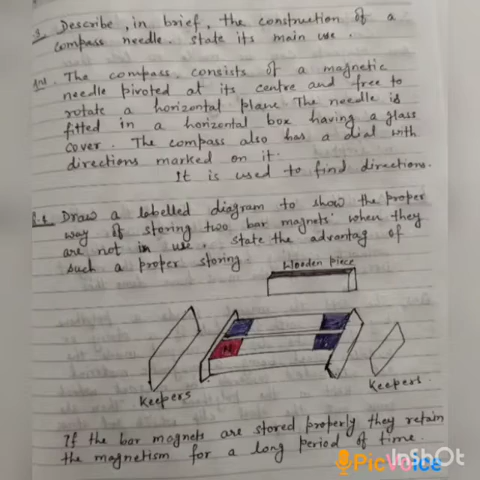 Describe, in brief, the construction of a
compass needle. State its main use.
Ans. The compass consists of a magnetic
needle pivoted at its centre and free to
rotate a horizontal plane The needle is
fitted in a horizontal box having a glass
cover. The compass also has a dial with
directions marked on it.
It is used to find directions.
Draw a labelled diagram to show the proper
way of storing two bar magnets when they
are not in use. State the advantag of
such a proper storing
Wooden piece
Keepers
Keepers
If the bar magnets are stored properly they retain
the magnetism for a long period of time.
InShOt
PicVoice